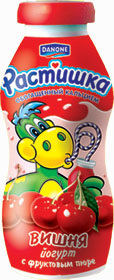 DANONE
Растишка
ОБОГАЩЕННЫЙ КАЛЬЦИЕМ
вишня
йогурт
с фруктовым пюре